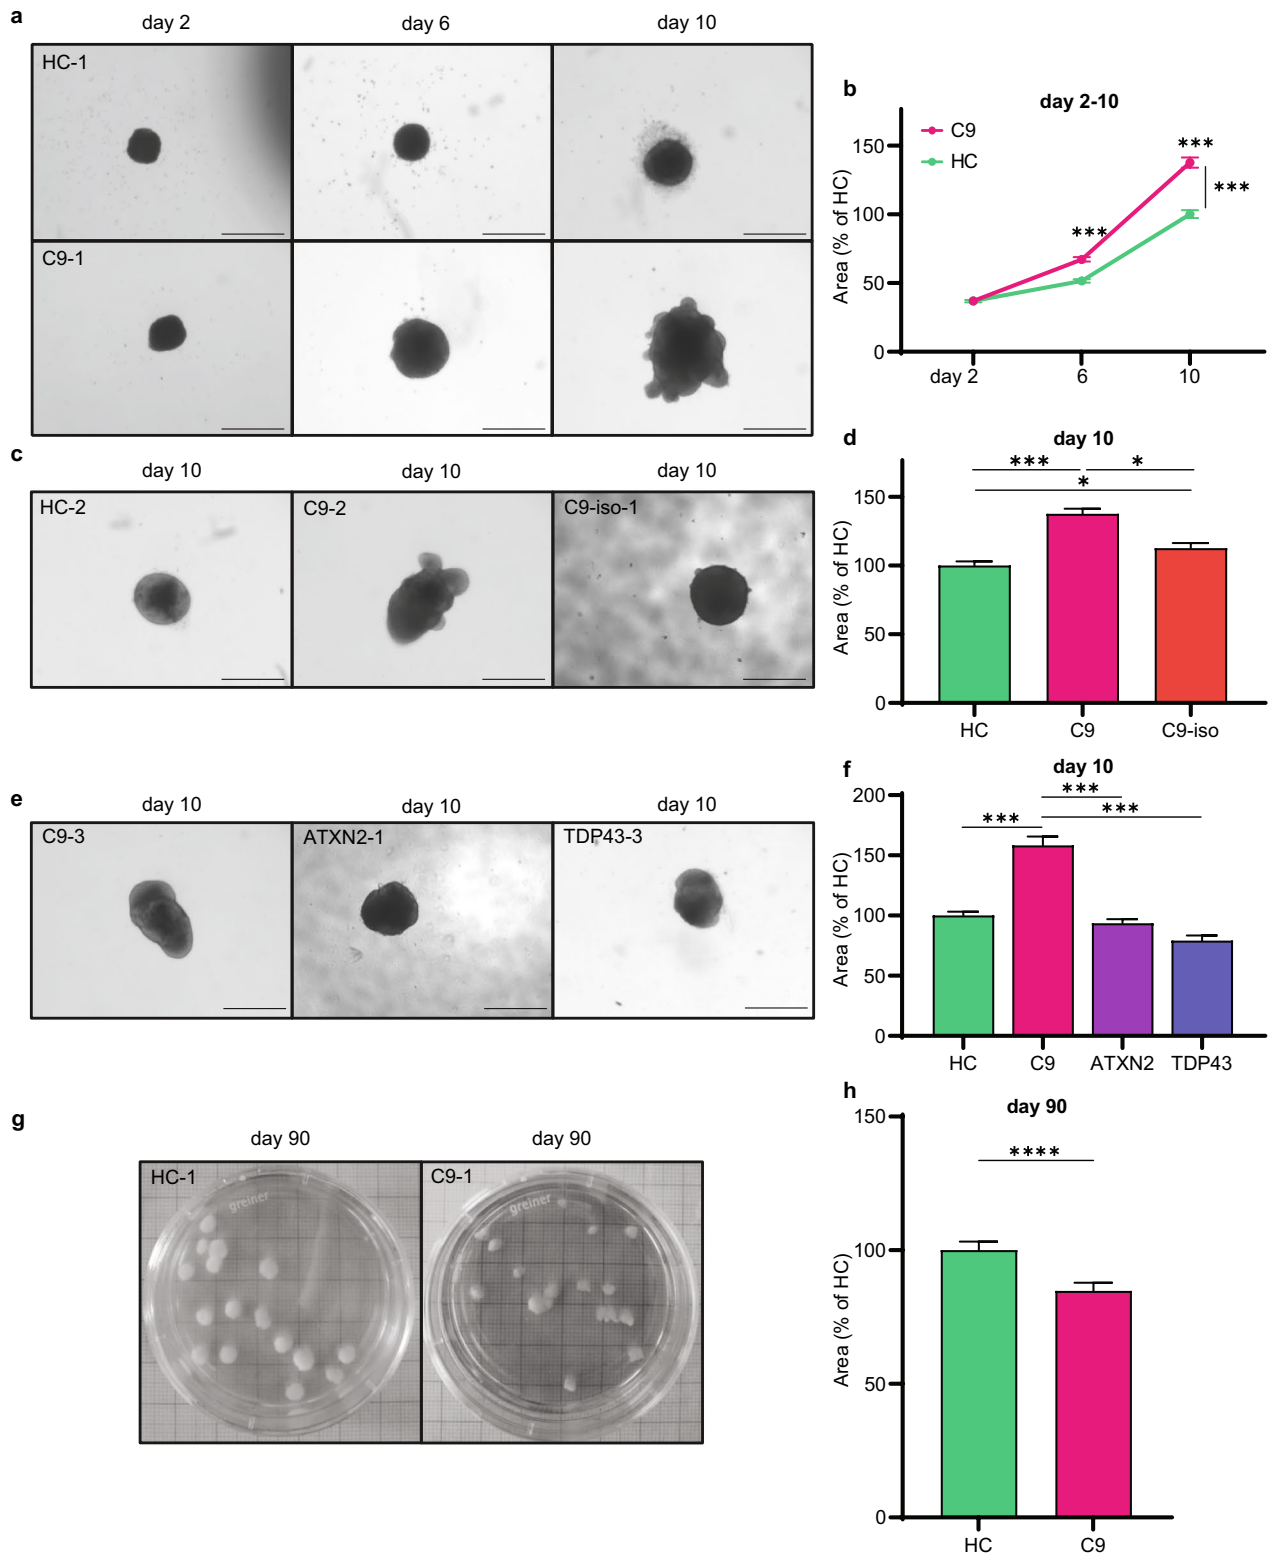 a
day 2 day 6 day 10
HC-1
C9-1
b
day 2-10
C9
HC
Area (% of HC)
150
100
50
0
day 2 6 10
***
***
***
c
day 10 day 10 day 10
HC-2 C9-2 C9-iso-1
d
day 10
*** *
*
Area (% of HC)
150
100
50
0
HC C9 C9-iso
e
day 10 day 10 day 10
C9-3 ATXN2-1 TDP43-3
f
day 10
***
***
***
Area (% of HC)
200
150
100
50
0
HC C9 ATXN2 TDP43
g
day 90 day 90
HC-1 C9-1
greiner greiner
h
day 90
****
Area (% of HC)
150
100
50
0
HC C9